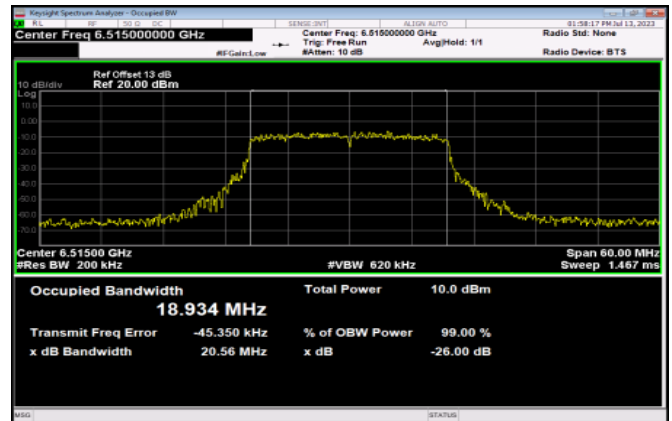 Keysight Spectrum Analyzer - Occupied BW
RL RF 50 Ω DC SENSE:INT ALIGN AUTO 01:58:17 PM Jul 13, 2023
Center Freq 6.515000000 GHz Center Freq: 6.515000000 GHz Radio Std: None
Trig: Free Run Avg|Hold: 1/1
#IFGain:Low #Atten: 10 dB Radio Device: BTS
Ref Offset 13 dB
10 dB/div Ref 20.00 dBm
Log
10.0
0.00
-10.0
-20.0
-30.0
-40.0
-50.0
-60.0
-70.0
Center 6.51500 GHz Span 60.00 MHz
#Res BW 200 kHz #VBW 620 kHz Sweep 1.467 ms
Occupied Bandwidth Total Power 10.0 dBm
18.934 MHz
Transmit Freq Error -45.350 kHz % of OBW Power 99.00 %
x dB Bandwidth 20.56 MHz x dB -26.00 dB
MSG STATUS